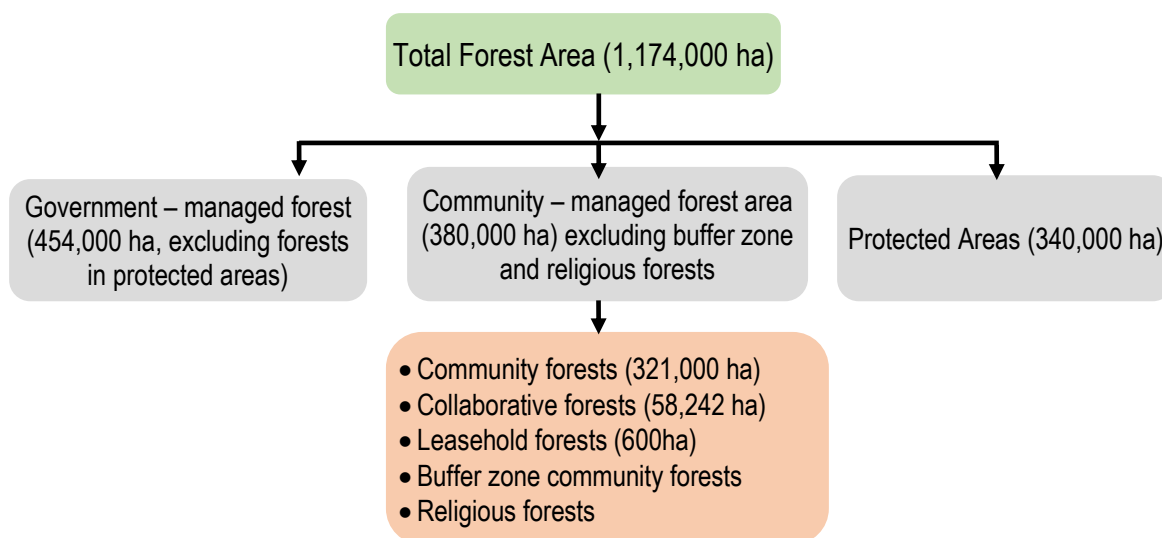 Total Forest Area (1,174,000 ha)
Government – managed forest
(454,000 ha, excluding forests
in protected areas)
Community – managed forest area
(380,000 ha) excluding buffer zone
and religious forests
Protected Areas (340,000 ha)
• Community forests (321,000 ha)
• Collaborative forests (58,242 ha)
• Leasehold forests (600ha)
• Buffer zone community forests
• Religious forests